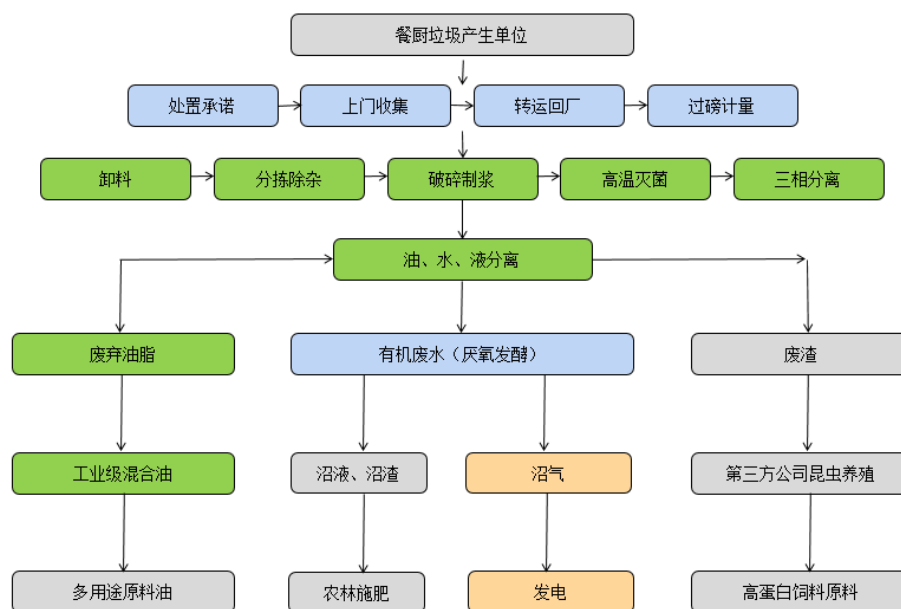 餐厨垃圾产生单位
处置承诺
上门收集
转运回厂
过磅计量
卸料
分拣除杂
破碎制浆
高温灭菌
三相分离
油、水、液分离
废弃油脂
有机废水（厌氧发酵）
废渣
工业级混合油
沼液、沼渣
沼气
第三方公司昆虫养殖
多用途原料油
农林施肥
发电
高蛋白饲料原料